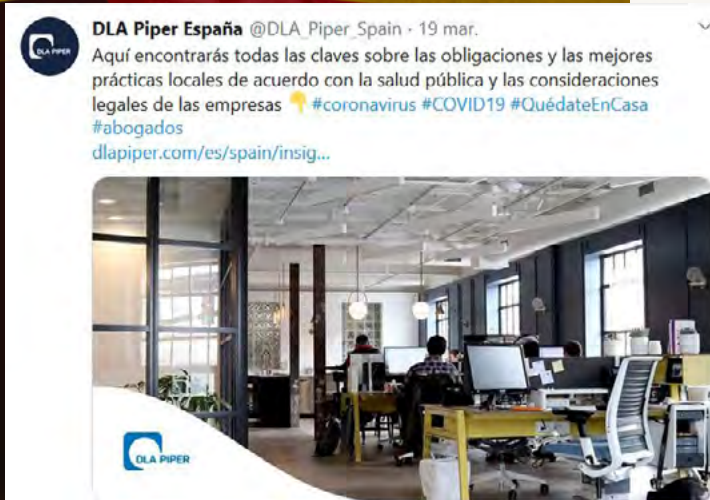 DLA Piper España @DLA_Piper_Spain · 19 mar.
Aquí encontrarás todas las claves sobre las obligaciones y las mejores
prácticas locales de acuerdo con la salud pública y las consideraciones
legales de las empresas 👇 #coronavirus #COVID19 #QuédateEnCasa
#abogados
dlapiper.com/es/spain/insig...
DLA PIPER
DLA PIPER